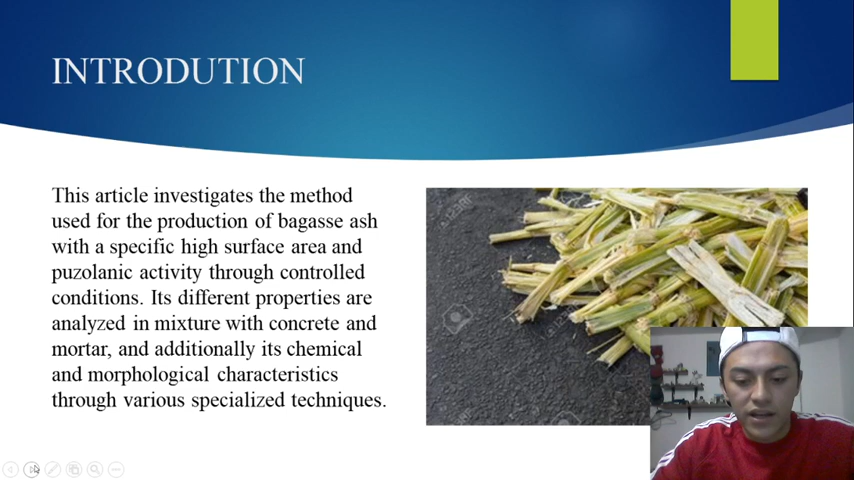 INTRODUTION
This article investigates the method
used for the production of bagasse ash
with a specific high surface area and
puzolanic activity through controlled
conditions. Its different properties are
analyzed in mixture with concrete and
mortar, and additionally its chemical
and morphological characteristics
through various specialized techniques.